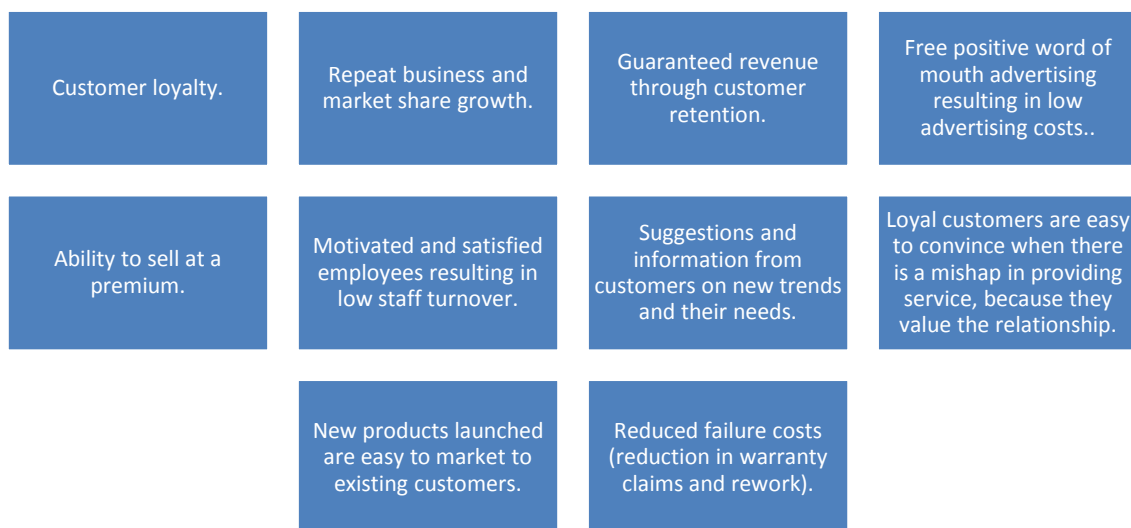 Customer loyalty.
Repeat business and
market share growth.
Guaranteed revenue
through customer
retention.
Free positive word of
mouth advertising
resulting in low
advertising costs..
Ability to sell at a
premium.
Motivated and satisfied
employees resulting in
low staff turnover.
Suggestions and
information from
customers on new trends
and their needs.
Loyal customers are easy
to convince when there
is a mishap in providing
service, because they
value the relationship.
New products launched
are easy to market to
existing customers.
Reduced failure costs
(reduction in warranty
claims and rework).